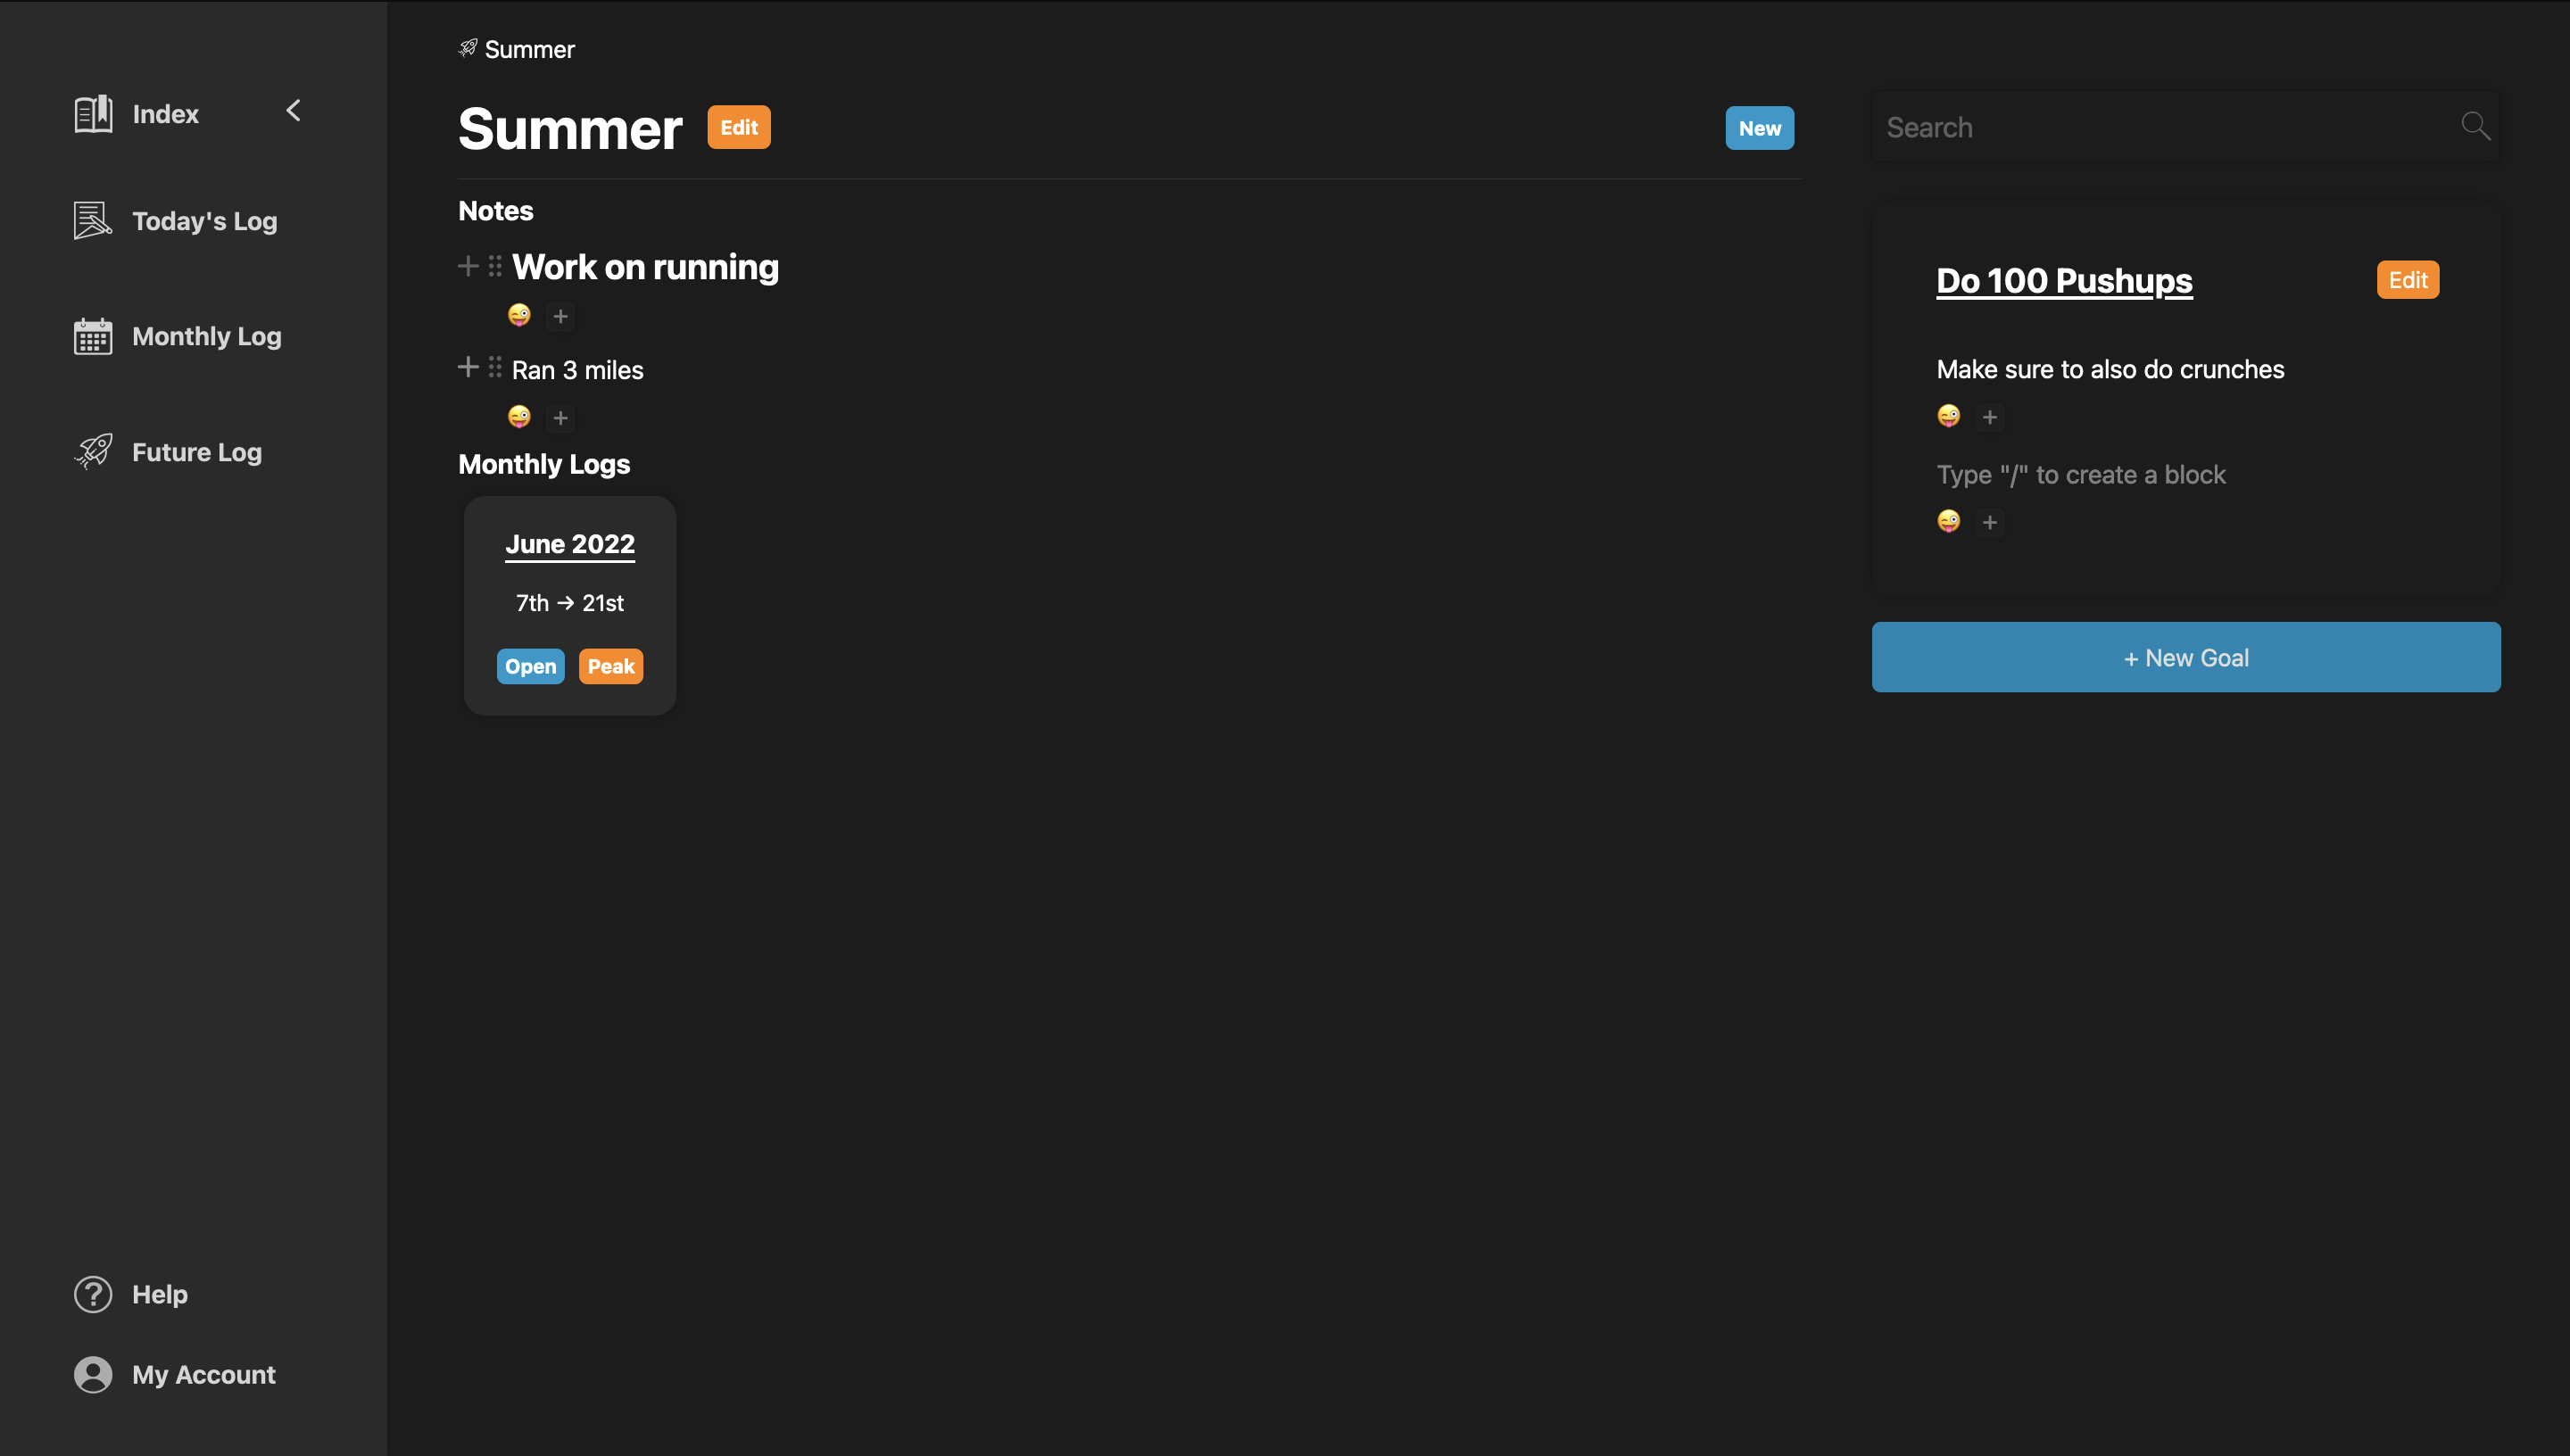 Index
Today's Log
Monthly Log
Future Log
Help
My Account
Summer
Summer
Edit
New
Notes
Work on running
Ran 3 miles
Monthly Logs
June 2022
7th → 21st
Open
Peak
Search
Do 100 Pushups
Edit
Make sure to also do crunches
Type "/" to create a block
+ New Goal